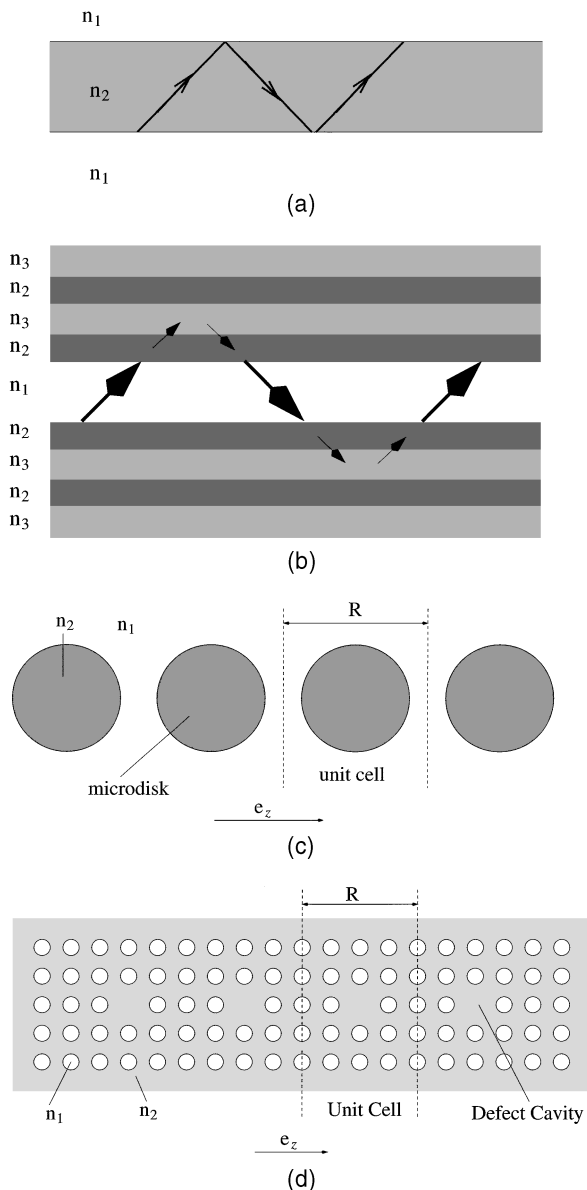 n1
n2
n1
(a)
n3
n2
n3
n2
n1
n2
n3
n2
n3
(b)
n2 n1 R
unit cell
microdisk
ez
(c)
R
n1 n2 Unit Cell Defect Cavity
ez
(d)